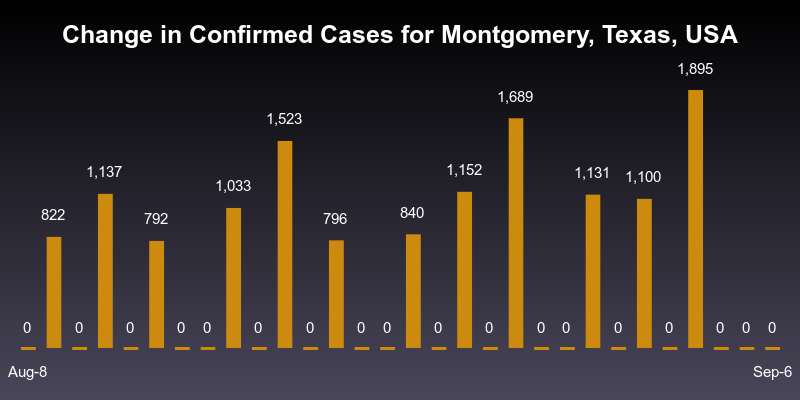 Change in Confirmed Cases for Montgomery, Texas, USA
0 822 0 1,137 0 792 0 0 1,033 0 1,523 0 796 0 0 840 0 1,152 0 1,689 0 0 1,131 0 1,100 0 1,895 0 0 0
Aug-8 Sep-6